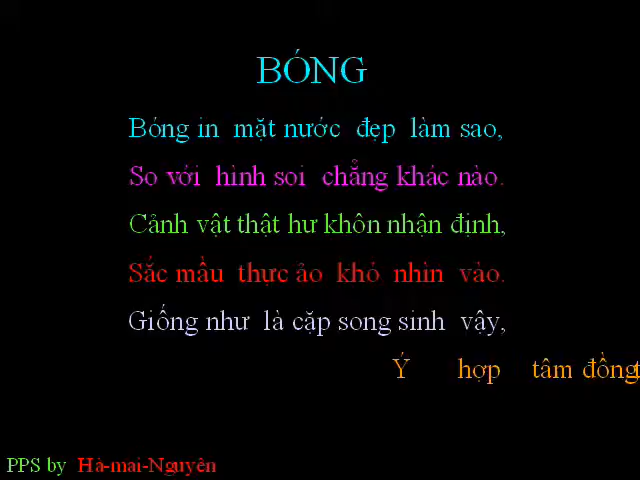 BÓNG
Bóng in mặt nước đẹp làm sao,
So với hình soi chẳng khác nào.
Cảnh vật thật hư khôn nhận định,
Sắc mầu thực ảo khó nhìn vào.
Giống như là cặp song sinh vậy,
Ý hợp tâm đồng
PPS by Hà-mai-Nguyên